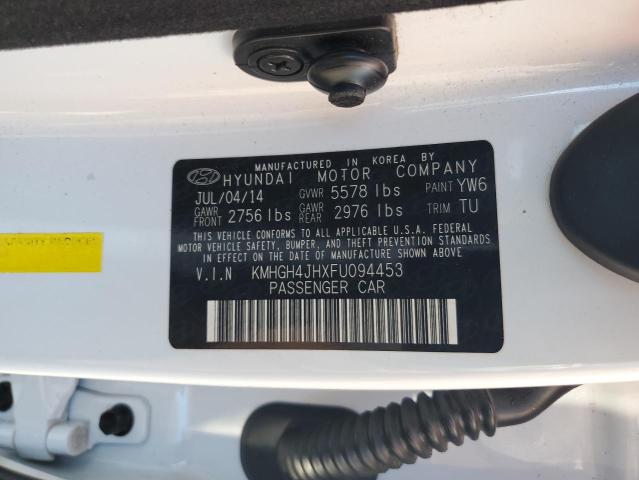 MANUFACTURED IN KOREA BY
HYUNDAI MOTOR COMPANY
JUL/04/14 GVWR 5578 lbs PAINT YW6
GAWR FRONT 2756 lbs GAWR REAR 2976 lbs TRIM TU
THIS VEHICLE CONFORMS TO ALL APPLICABLE U.S.A. FEDERAL
MOTOR VEHICLE SAFETY, BUMPER, AND THEFT PREVENTION STANDARDS
IN EFFECT ON THE DATE OF MANUFACTURE SHOWN ABOVE.
V.I.N KMHGH4JHXFU094453
PASSENGER CAR